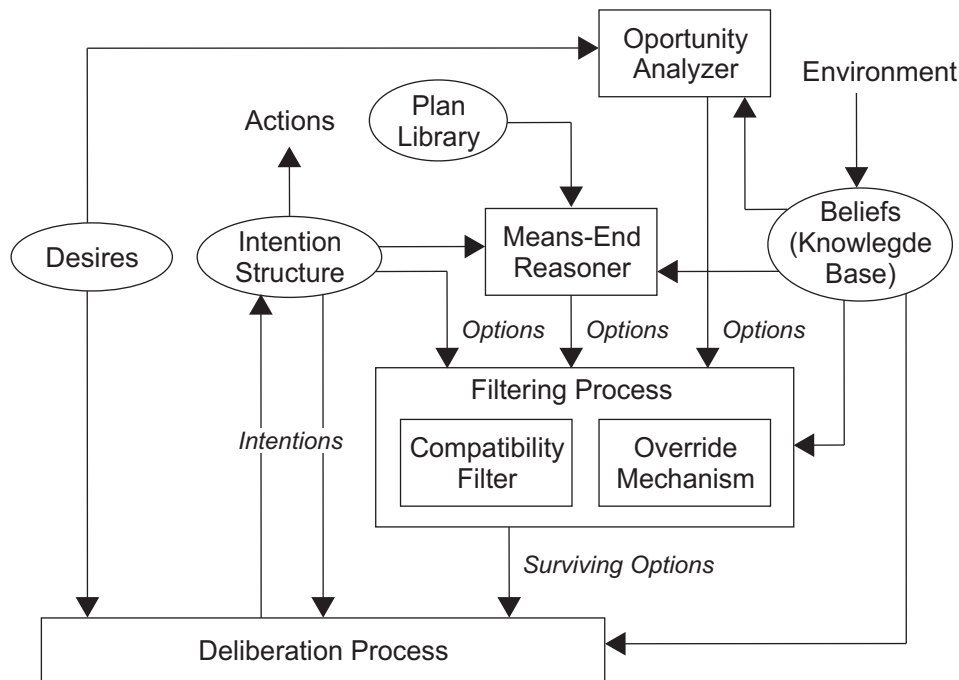 Oportunity
Analyzer
Environment
Plan
Library
Actions
Desires
Intention
Structure
Means-End
Reasoner
Beliefs
(Knowlegde
Base)
Options
Options
Options
Filtering Process
Intentions
Compatibility
Filter
Override
Mechanism
Surviving Options
Deliberation Process